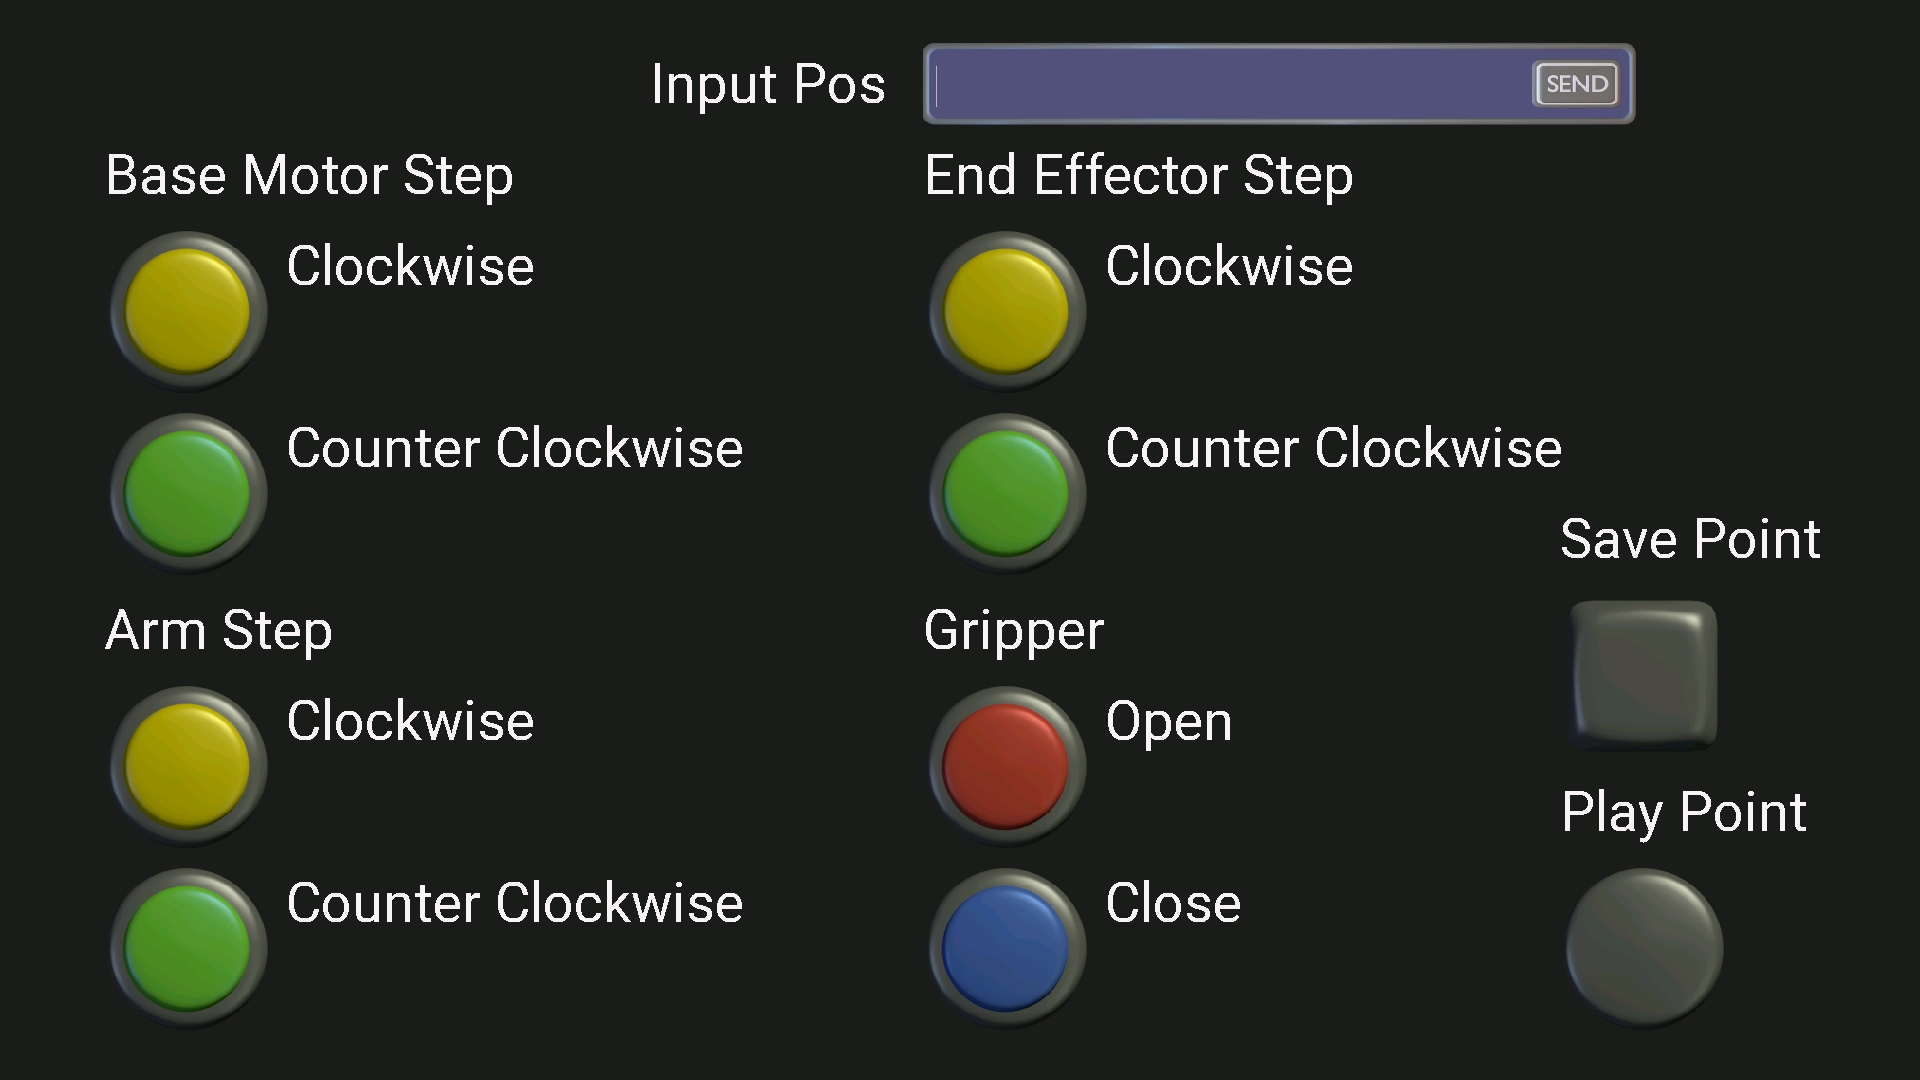 Input Pos
SEND
Base Motor Step
End Effector Step
Clockwise
Clockwise
Counter Clockwise
Counter Clockwise
Save Point
Arm Step
Gripper
Clockwise
Open
Play Point
Counter Clockwise
Close